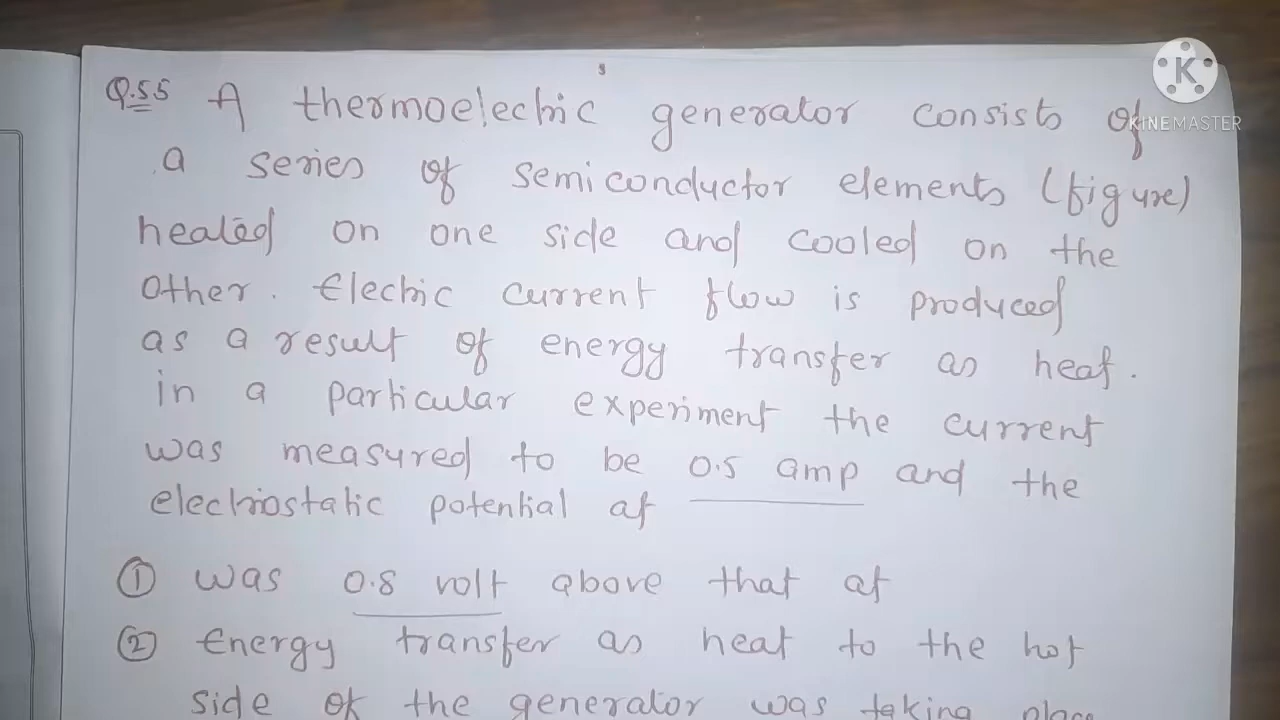 Q.55 A thermoelectric generator consists of
a series of semiconductor elements (figure)
heated on one side and cooled on the
other. Electric current flow is produced
as a result of energy transfer as heat.
in a particular experiment the current
was measured to be 0.5 amp and the
electrostatic potential at
① was 0.8 volt above that at
② Energy transfer as heat to the hot
side of the generator was taking place
K
KINEMASTER